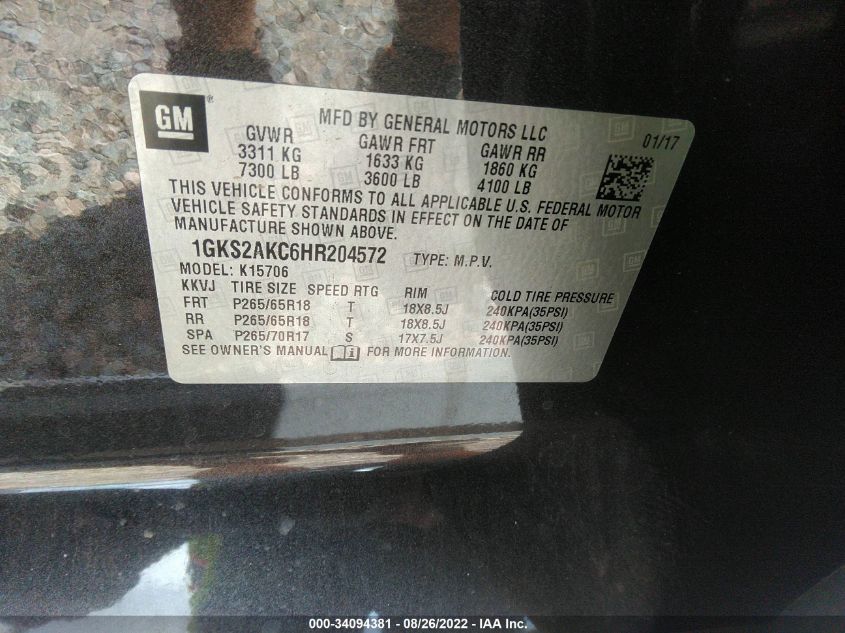 GM ®
MFD BY GENERAL MOTORS LLC
01/17
GVWR GAWR FRT GAWR RR
3311 KG 1633 KG 1860 KG
7300 LB 3600 LB 4100 LB
THIS VEHICLE CONFORMS TO ALL APPLICABLE U.S. FEDERAL MOTOR
VEHICLE SAFETY STANDARDS IN EFFECT ON THE DATE OF
MANUFACTURE SHOWN ABOVE.
1GKS2AKC6HR204572 TYPE: M.P.V.
MODEL: K15706
KKVJ TIRE SIZE SPEED RTG RIM COLD TIRE PRESSURE
FRT P265/65R18 T 18X8.5J 240KPA(35PSI)
RR P265/65R18 T 18X8.5J 240KPA(35PSI)
SPA P265/70R17 S 17X7.5J 240KPA(35PSI)
SEE OWNER'S MANUAL FOR MORE INFORMATION.
000-34094381 - 08/26/2022 - IAA Inc.